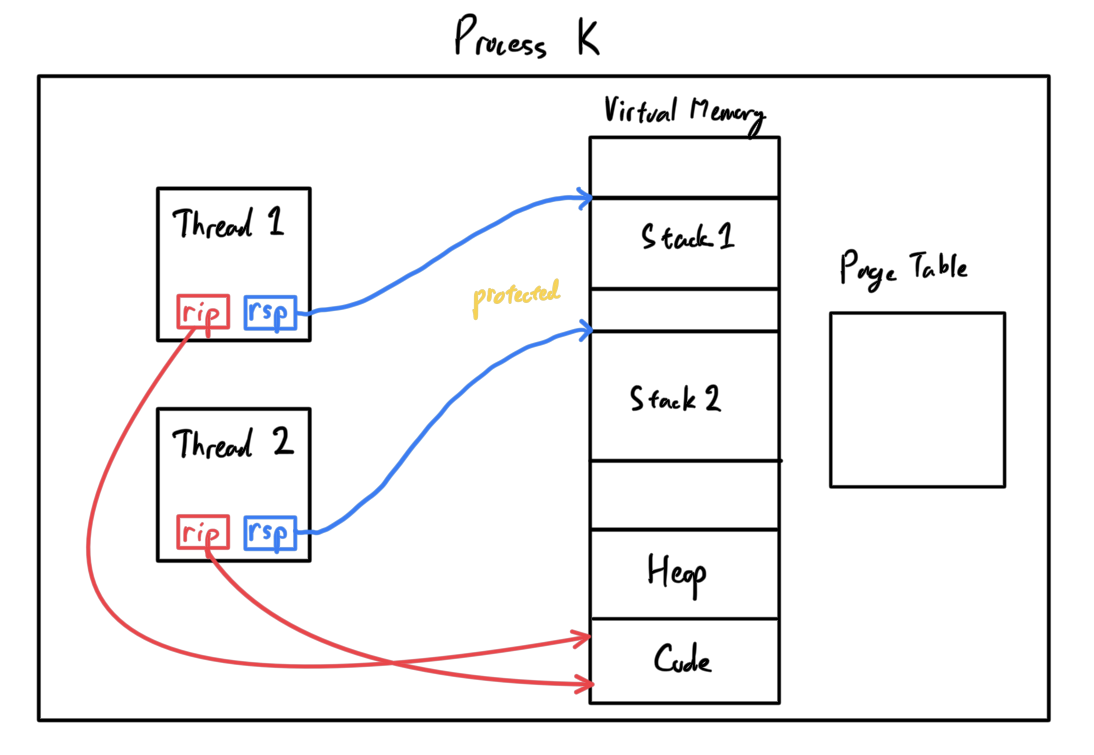 Process K
Virtual Memory
Thread 1
rip
rsp
Stack 1
protected
Page Table
Stack 2
Thread 2
rip
rsp
Heap
Code